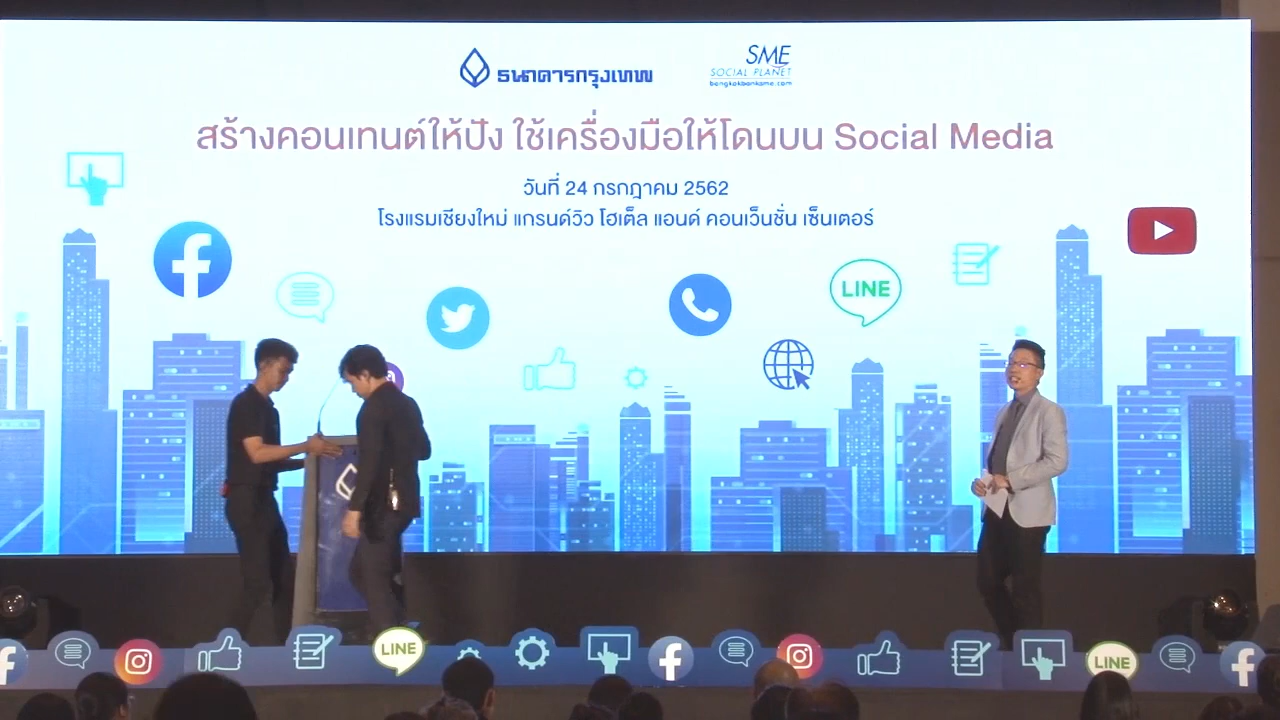 ธนาคารกรุงเทพ
SME
SOCIAL PLANET
bangkokbanksme.com
สร้างคอนเทนต์ให้ปัง ใช้เครื่องมือให้โดนบน Social Media
วันที่ 24 กรกฎาคม 2562
โรงแรมเชียงใหม่ แกรนด์วิว โฮเต็ล แอนด์ คอนเว็นชั่น เซ็นเตอร์
LINE
LINE
LINE